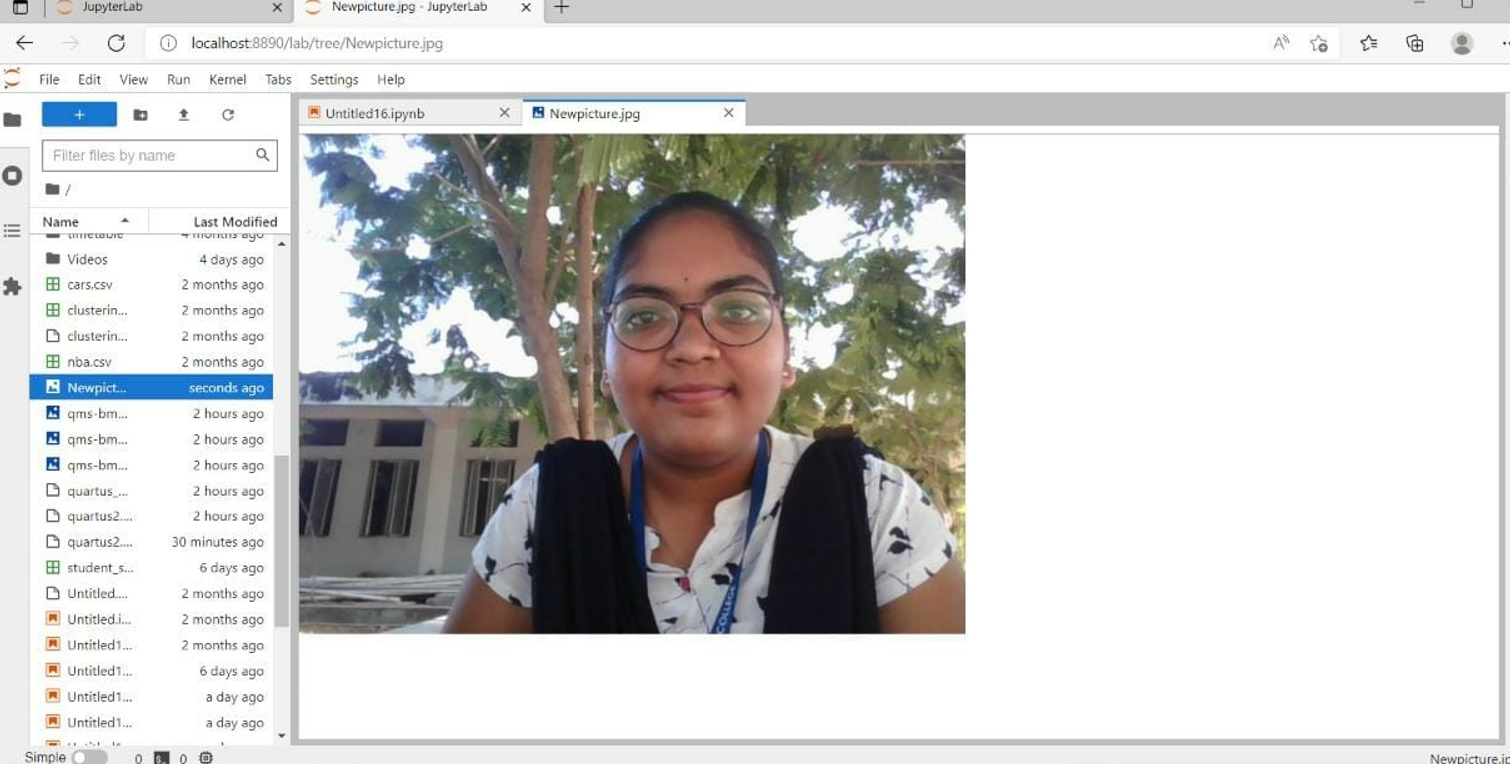 JupyterLab
Newpicture.jpg - JupyterLab
localhost:8890/lab/tree/Newpicture.jpg
File Edit View Run Kernel Tabs Settings Help
+
Untitled16.ipynb
Newpicture.jpg
Filter files by name
/
Name Last Modified
timetable 4 months ago
Videos 4 days ago
cars.csv 2 months ago
clusterin... 2 months ago
clusterin... 2 months ago
nba.csv 2 months ago
Newpict... seconds ago
qms-bm... 2 hours ago
qms-bm... 2 hours ago
qms-bm... 2 hours ago
quartus_... 2 hours ago
quartus2.... 2 hours ago
quartus2.... 30 minutes ago
student_s... 6 days ago
Untitled.... 2 months ago
Untitled.i... 2 months ago
Untitled1... 2 months ago
Untitled1... 6 days ago
Untitled1... a day ago
Untitled1... a day ago
COLLEGE
Simple 0 0